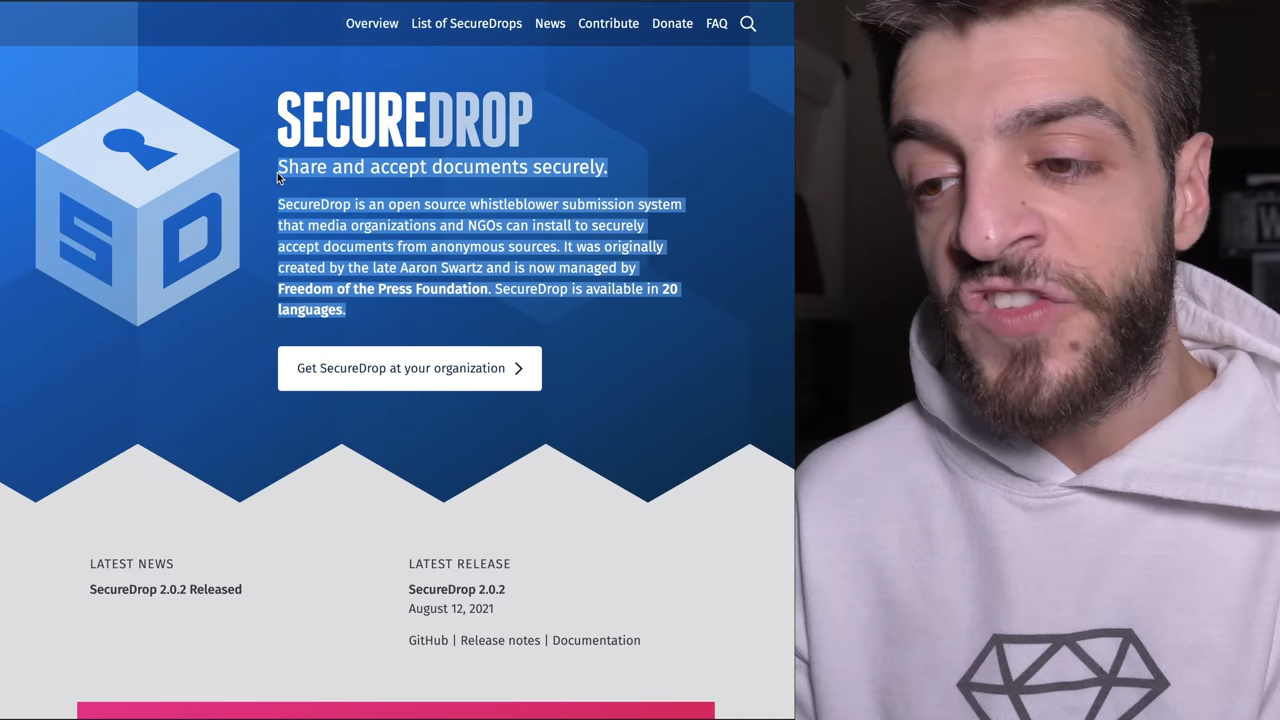 Overview List of SecureDrops News Contribute Donate FAQ
SECUREDROP
Share and accept documents securely.
SD
SecureDrop is an open source whistleblower submission system
that media organizations and NGOs can install to securely
accept documents from anonymous sources. It was originally
created by the late Aaron Swartz and is now managed by
Freedom of the Press Foundation. SecureDrop is available in 20
languages.
Get SecureDrop at your organization
LATEST NEWS
SecureDrop 2.0.2 Released
LATEST RELEASE
SecureDrop 2.0.2
August 12, 2021
GitHub | Release notes | Documentation